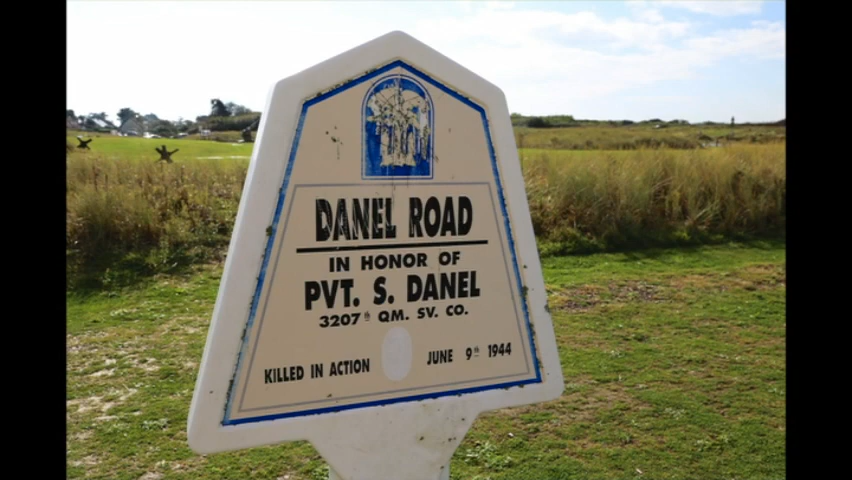 DANEL ROAD
IN HONOR OF
PVT. S. DANEL
3207th QM. SV. CO.
KILLED IN ACTION JUNE 9th 1944